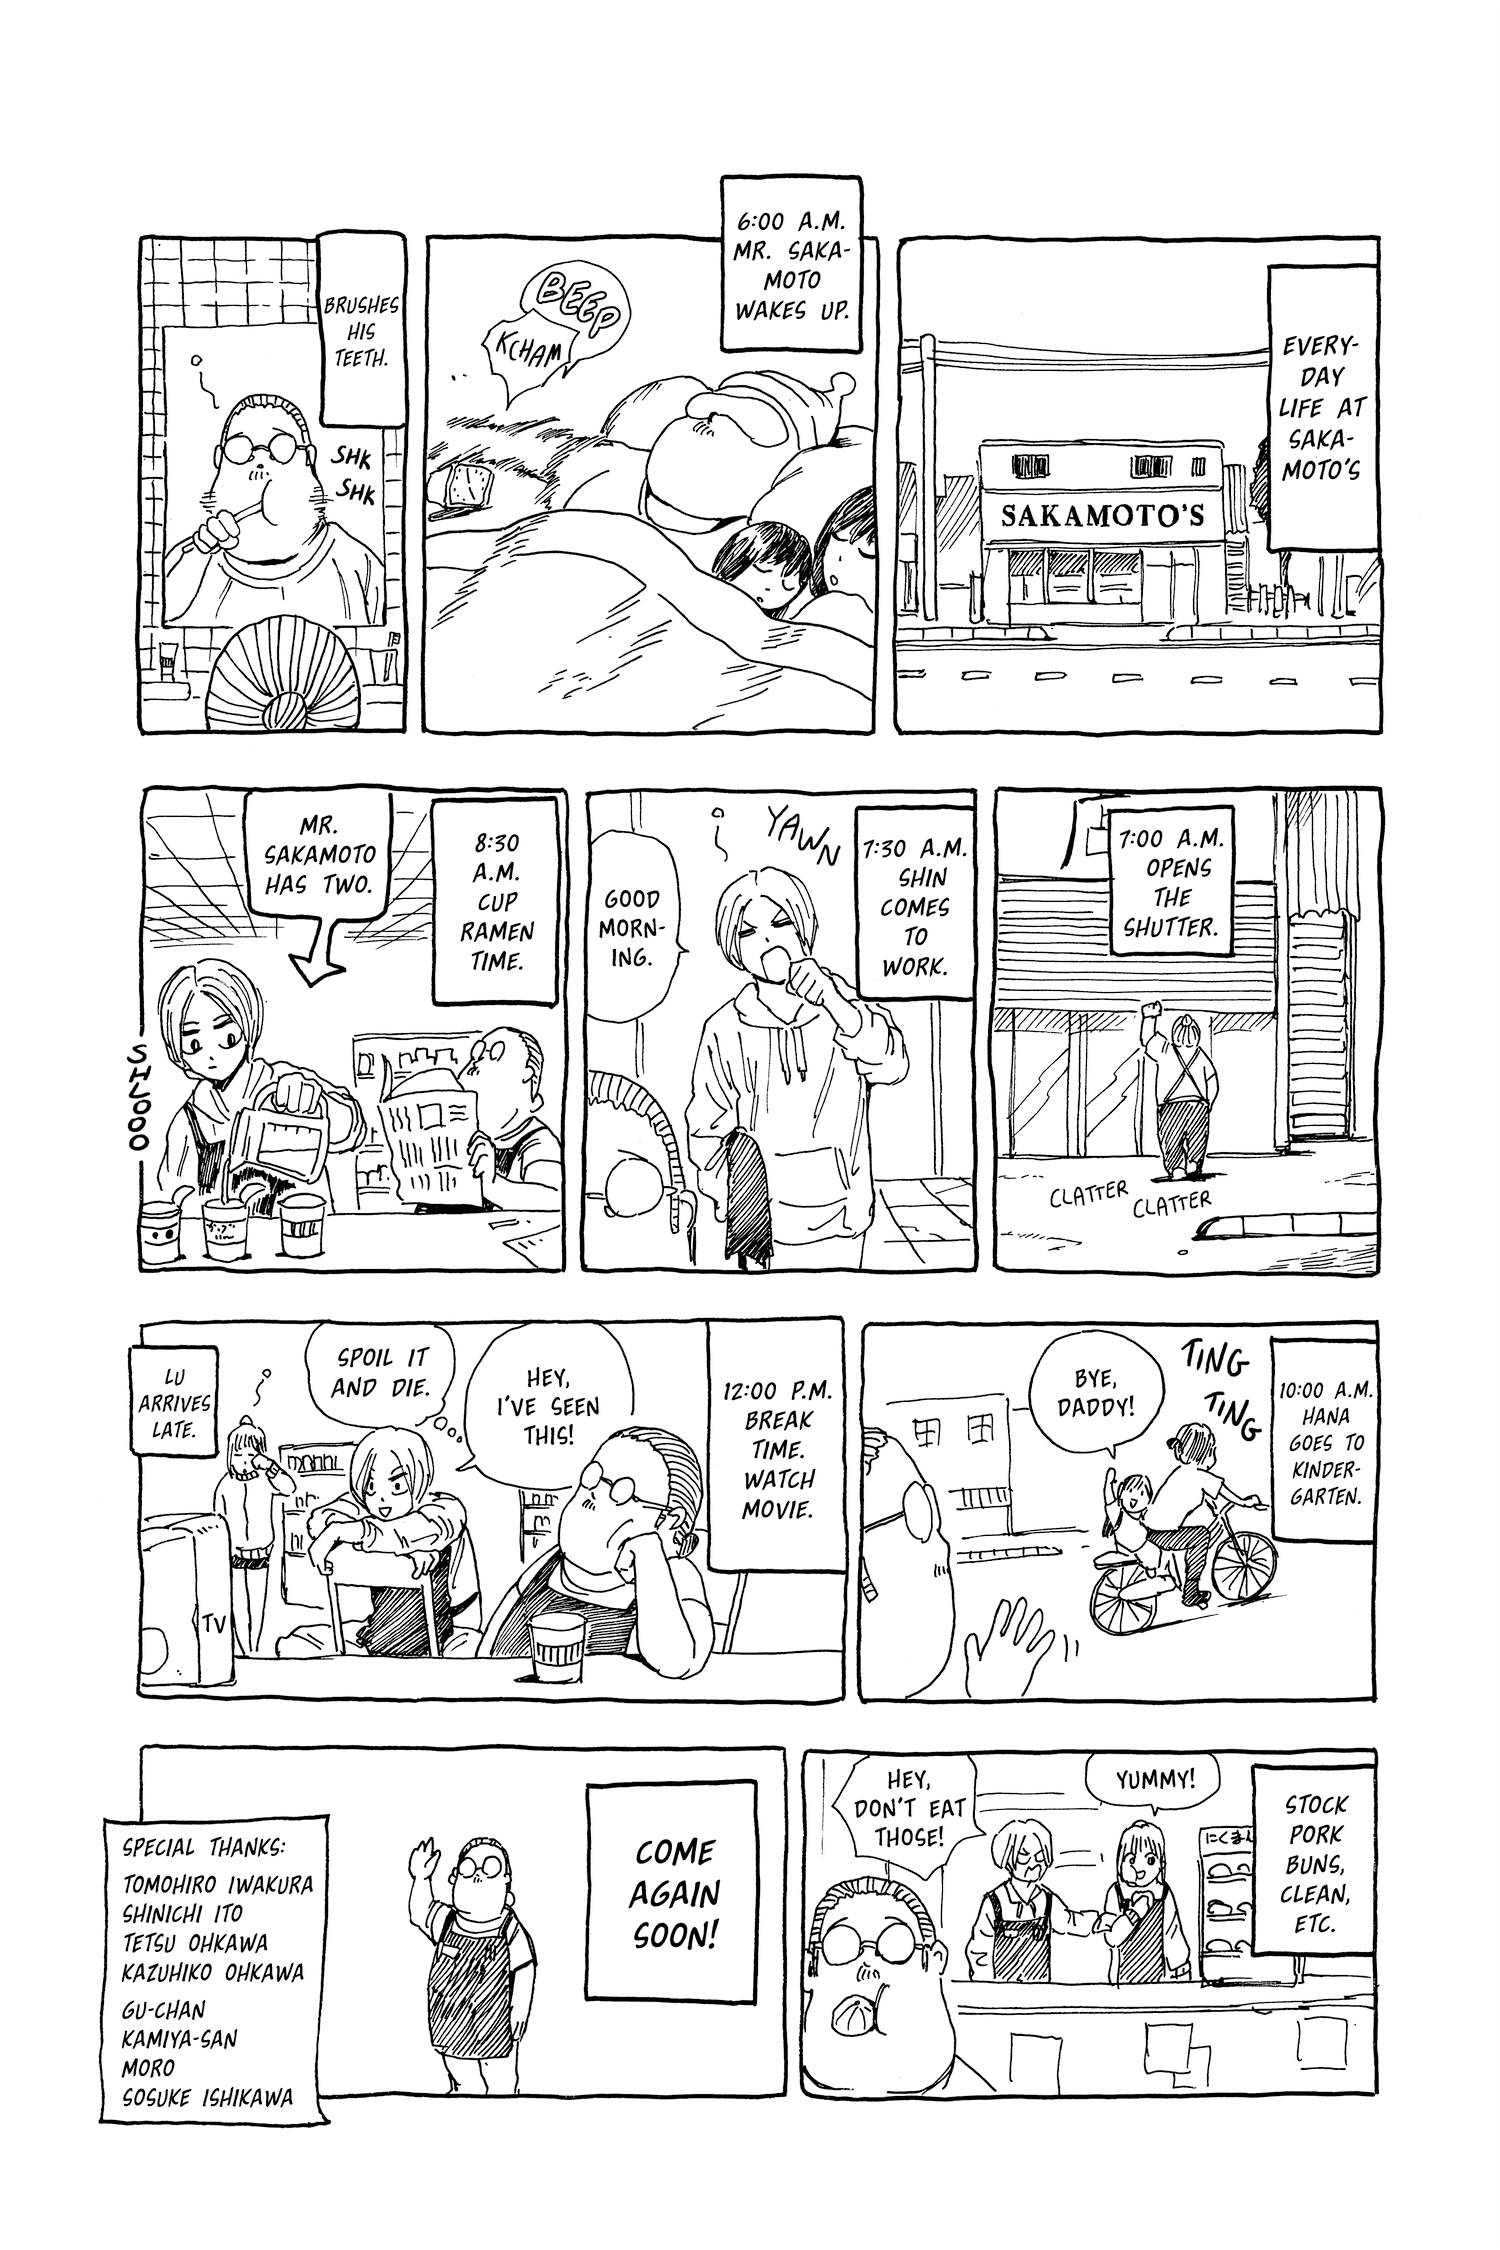 EVERY-
DAY
LIFE AT
SAKA-
MOTO'S
SAKAMOTO'S
6:00 A.M.
MR. SAKA-
MOTO
WAKES UP.
BEEP
KCHAM
BRUSHES
HIS
TEETH.
SHK
SHK
7:00 A.M.
OPENS
THE
SHUTTER.
CLATTER
CLATTER
7:30 A.M.
SHIN
COMES
TO
WORK.
YAWN
GOOD
MORN-
ING.
8:30
A.M.
CUP
RAMEN
TIME.
MR.
SAKAMOTO
HAS TWO.
SHLOOO
10:00 A.M.
HANA
GOES TO
KINDER-
GARTEN.
TING
TING
BYE,
DADDY!
12:00 P.M.
BREAK
TIME.
WATCH
MOVIE.
HEY,
I'VE SEEN
THIS!
SPOIL IT
AND DIE.
LU
ARRIVES
LATE.
TV
STOCK
PORK
BUNS,
CLEAN,
ETC.
YUMMY!
HEY,
DON'T EAT
THOSE!
にくまん
COME
AGAIN
SOON!
SPECIAL THANKS:
TOMOHIRO IWAKURA
SHINICHI ITO
TETSU OHKAWA
KAZUHIKO OHKAWA
GU-CHAN
KAMIYA-SAN
MORO
SOSUKE ISHIKAWA